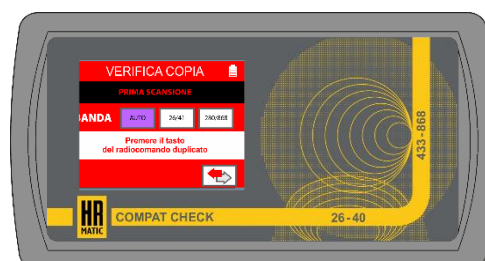 VERIFICA COPIA
PRIMA SCANSIONE
BANDA AUTO 26/41 280/868
Premere il tasto
del radiocomando duplicato
433-868
HR
MATIC
COMPAT CHECK
26-40